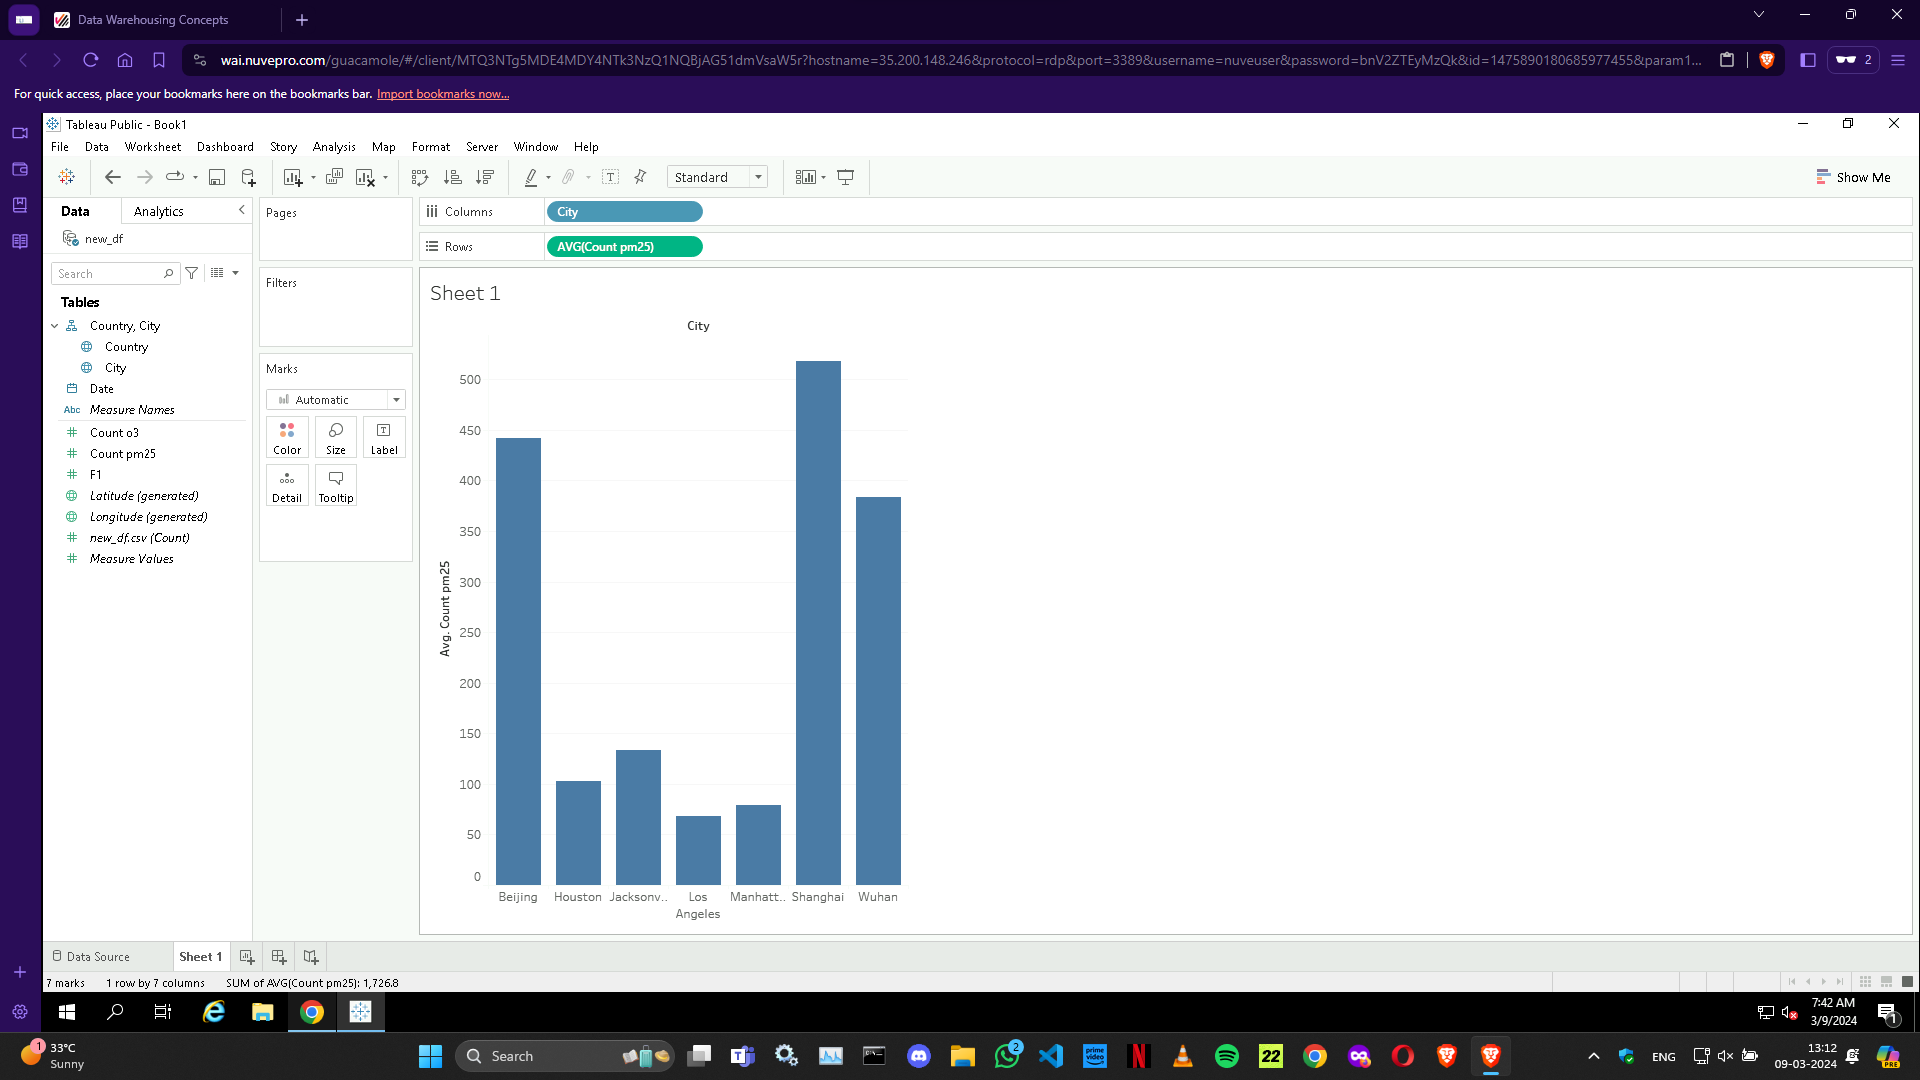 Data Warehousing Concepts
wai.nuvepro.com/guacamole/#/client/MTQ3NTg5MDE4MDY4NTk3NzQ1NQBjAG51dmVsaW5r?hostname=35.200.148.246&protocol=rdp&port=3389&username=nuveuser&password=bnV2ZTEyMzQk&id=1475890180685977455&param1...
2
For quick access, place your bookmarks here on the bookmarks bar. Import bookmarks now...
Tableau Public - Book1
File Data Worksheet Dashboard Story Analysis Map Format Server Window Help
Standard
Show Me
Data Analytics
new_df
Search
Tables
Country, City
Country
City
Date
Abc Measure Names
Count o3
Count pm25
F1
Latitude (generated)
Longitude (generated)
new_df.csv (Count)
Measure Values
Pages
Filters
Marks
Automatic
Color Size Label
Detail Tooltip
Columns City
Rows AVG(Count pm25)
Sheet 1
City
Avg. Count pm25
500
450
400
350
300
250
200
150
100
50
0
Beijing Houston Jacksonv.. Los Angeles Manhatt.. Shanghai Wuhan
Data Source Sheet 1
7 marks 1 row by 7 columns SUM of AVG(Count pm25): 1,726.8
7:42 AM
3/9/2024
1
1
33°C
Sunny
Search
2
prime video
22
ENG
13:12
09-03-2024
PRE